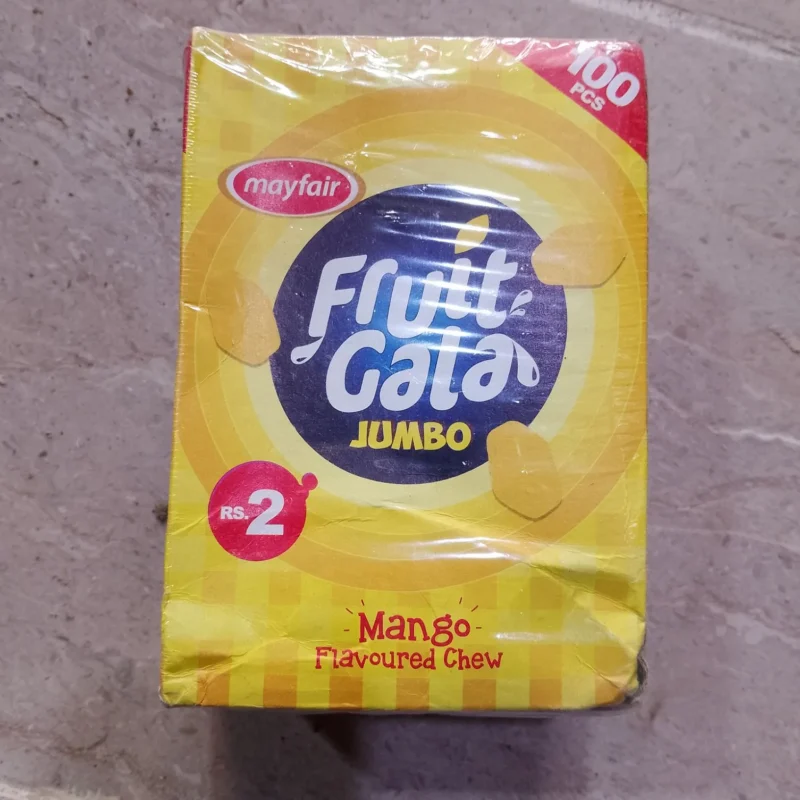 100
PCS
mayfair
Fruit
Gala
JUMBO
RS.2
Mango
Flavoured Chew